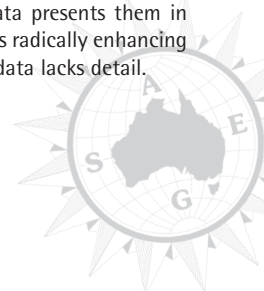 ata presents them in
s radically enhancing
data lacks detail.
A
S E
G